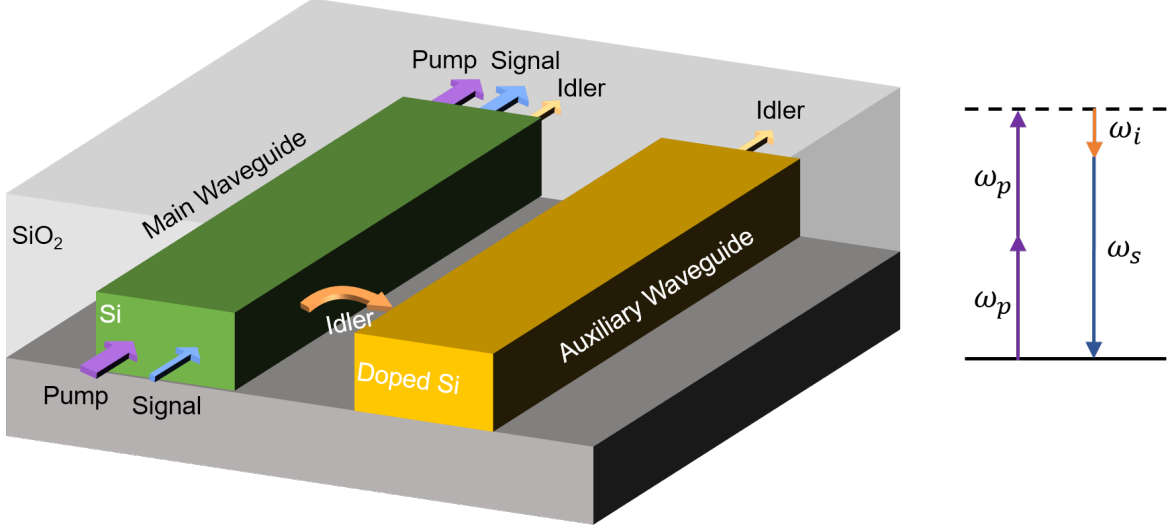 Pump
Signal
Idler
Idler
Main Waveguide
SiO₂
Si
Idler
Auxiliary Waveguide
Doped Si
Pump
Signal
ωᵢ
ωₚ
ωₛ
ωₚ